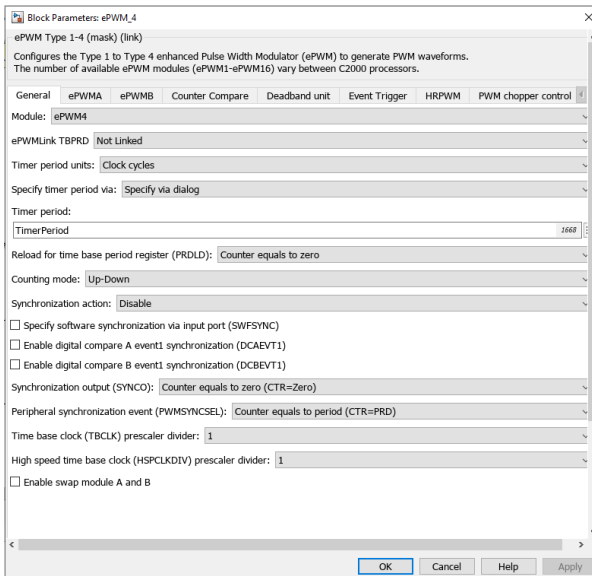 Block Parameters: ePWM_4
ePWM Type 1-4 (mask) (link)
Configures the Type 1 to Type 4 enhanced Pulse Width Modulator (ePWM) to generate PWM waveforms.
The number of available ePWM modules (ePWM1-ePWM16) vary between C2000 processors.
General ePWMA ePWMB Counter Compare Deadband unit Event Trigger HRPWM PWM chopper control
Module: ePWM4
ePWMLink TBPRD Not Linked
Timer period units: Clock cycles
Specify timer period via: Specify via dialog
Timer period:
TimerPeriod 1668
Reload for time base period register (PRDLD): Counter equals to zero
Counting mode: Up-Down
Synchronization action: Disable
Specify software synchronization via input port (SWFSYNC)
Enable digital compare A event1 synchronization (DCAEVT1)
Enable digital compare B event1 synchronization (DCBEVT1)
Synchronization output (SYNCO): Counter equals to zero (CTR=Zero)
Peripheral synchronization event (PWMSYNCSEL): Counter equals to period (CTR=PRD)
Time base clock (TBCLK) prescaler divider: 1
High speed time base clock (HSPCLKDIV) prescaler divider: 1
Enable swap module A and B
OK Cancel Help Apply